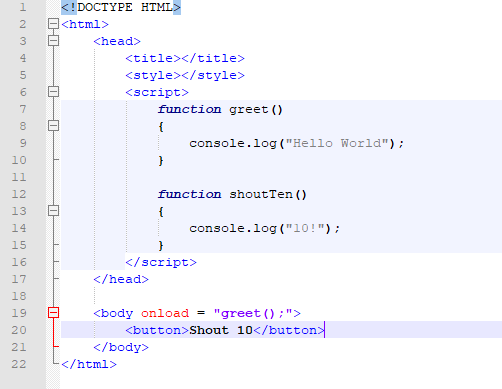 1 <!DOCTYPE HTML>
2 <html>
3 <head>
4 <title></title>
5 <style></style>
6 <script>
7 function greet()
8 {
9 console.log("Hello World");
10 }
11
12 function shoutTen()
13 {
14 console.log("10!");
15 }
16 </script>
17 </head>
18
19 <body onload = "greet();">
20 <button>Shout 10</button>
21 </body>
22 </html>